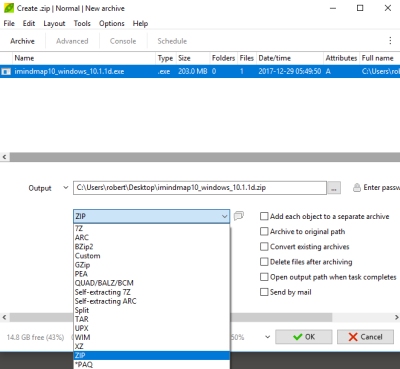 Create .zip | Normal | New archive
File Edit Layout Tools Options Help
Archive Advanced Console Schedule
Name Type Size Folders Files Date/time Attributes Full name
imindmap10_windows_10.1.1d.exe .exe 203.0 MB 0 1 2017-12-29 05:49:50 A C:\Users\rob
Output C:\Users\robert\Desktop\imindmap10_windows_10.1.1d.zip ... Enter passw
ZIP
7Z
ARC
BZip2
Custom
GZip
PEA
QUAD/BALZ/BCM
Self-extracting 7Z
Self-extracting ARC
Split
TAR
UPX
WIM
XZ
ZIP
*PAQ
Add each object to a separate archive
Archive to original path
Convert existing archives
Delete files after archiving
Open output path when task completes
Send by mail
14.8 GB free (43%) 50% OK Cancel